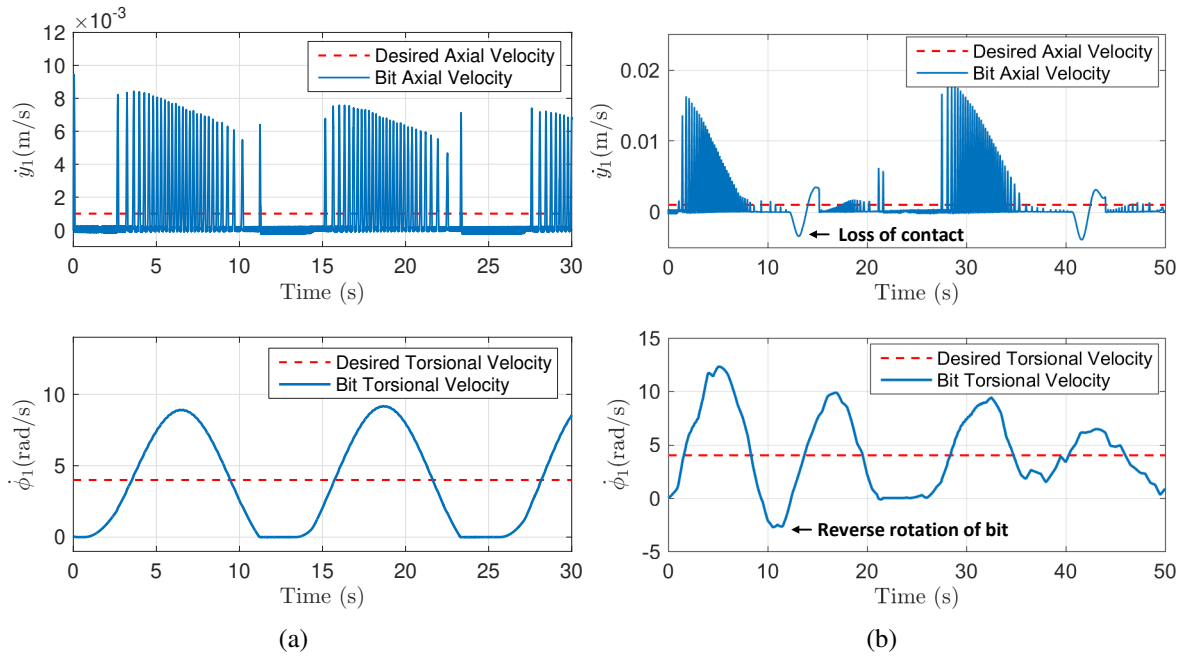 ×10⁻³
12
10
8
6
4
2
0
ẏ₁(m/s)
Desired Axial Velocity
Bit Axial Velocity
0 5 10 15 20 25 30
Time (s)
0.02
0.01
0
ẏ₁(m/s)
Desired Axial Velocity
Bit Axial Velocity
Loss of contact
0 10 20 30 40 50
Time (s)
10
5
0
ϕ̇₁(rad/s)
Desired Torsional Velocity
Bit Torsional Velocity
0 5 10 15 20 25 30
Time (s)
(a)
15
10
5
0
-5
ϕ̇₁(rad/s)
Desired Torsional Velocity
Bit Torsional Velocity
Reverse rotation of bit
0 10 20 30 40 50
Time (s)
(b)